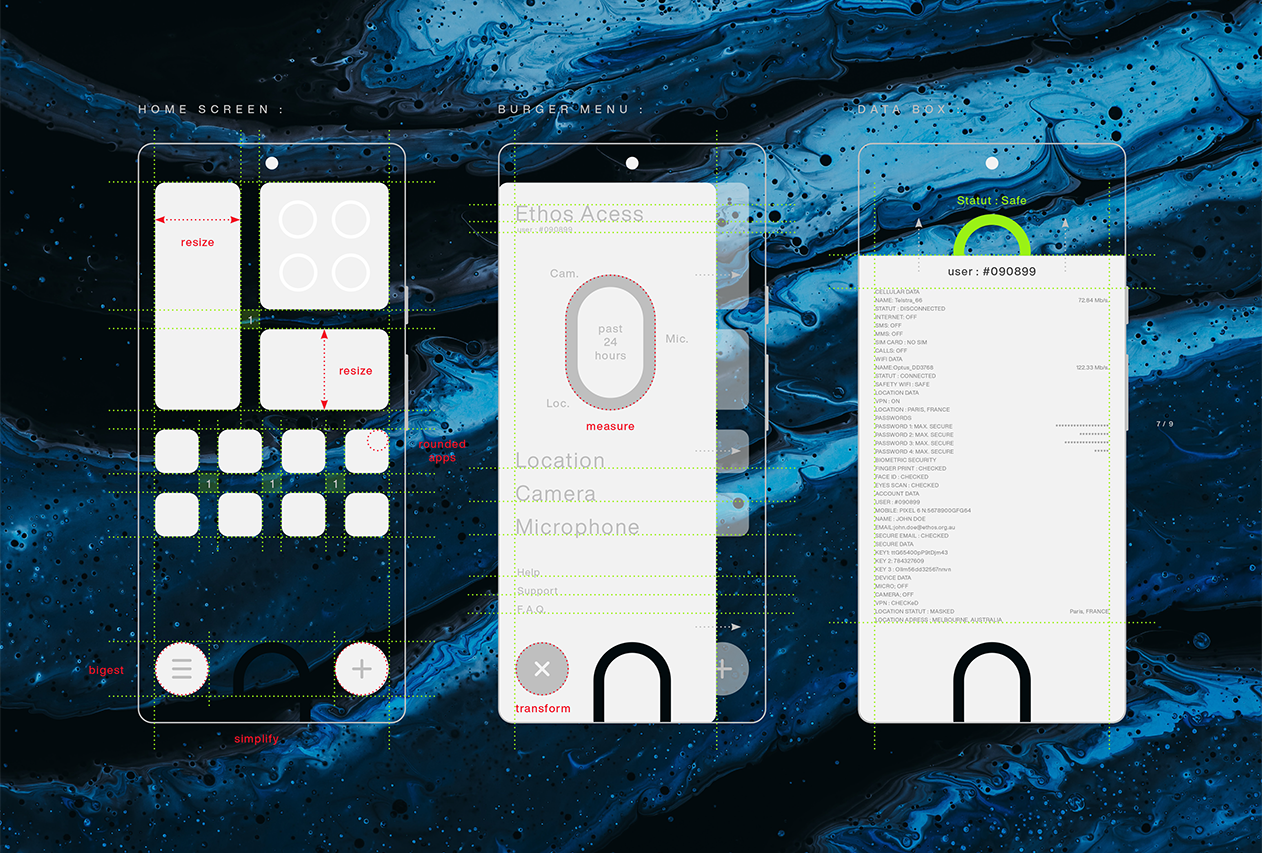 HOME SCREEN :
resize
1
resize
rounded
apps
1
1
1
bigest
simplify
BURGER MENU :
Ethos Acess
user : #090899
Cam.
past
24
hours
Mic.
Loc.
measure
Location
Camera
Microphone
Help
Support
F.A.Q.
transform
DATA BOX :
Statut : Safe
user : #090899
CELLULAR DATA
NAME: Telstra_66 72.64 Mb/s.
STATUT : DISCONNECTED
INTERNET: OFF
SMS: OFF
MMS: OFF
SIM CARD : NO SIM
CALLS: OFF
WIFI DATA
NAME:Optus_DD3768 122.33 Mb/s.
STATUT : CONNECTED
SAFETY WIFI : SAFE
LOCATION DATA
VPN : ON
LOCATION : PARIS, FRANCE
PASSWORDS
PASSWORD 1: MAX. SECURE
PASSWORD 2: MAX. SECURE
PASSWORD 3: MAX. SECURE
PASSWORD 4: MAX. SECURE
BIOMETRIC SECURITY
FINGER PRINT : CHECKED
FACE ID : CHECKED
EYES SCAN : CHECKED
ACCOUNT DATA
USER : #090899
MOBILE: PIXEL 6 N.5678900GFG64
NAME : JOHN DOE
EMAIL:john.doe@ethos.org.au
SECURE EMAIL : CHECKED
SECURE DATA
KEY 2: 784327609
DEVICE DATA
MICRO; OFF
CAMERA; OFF
VPN : CHECKeD
LOCATION STATUT : MASKED Paris, FRANCE
LOCATION ADRESS : MELBOURNE, AUSTRALIA
7 / 9